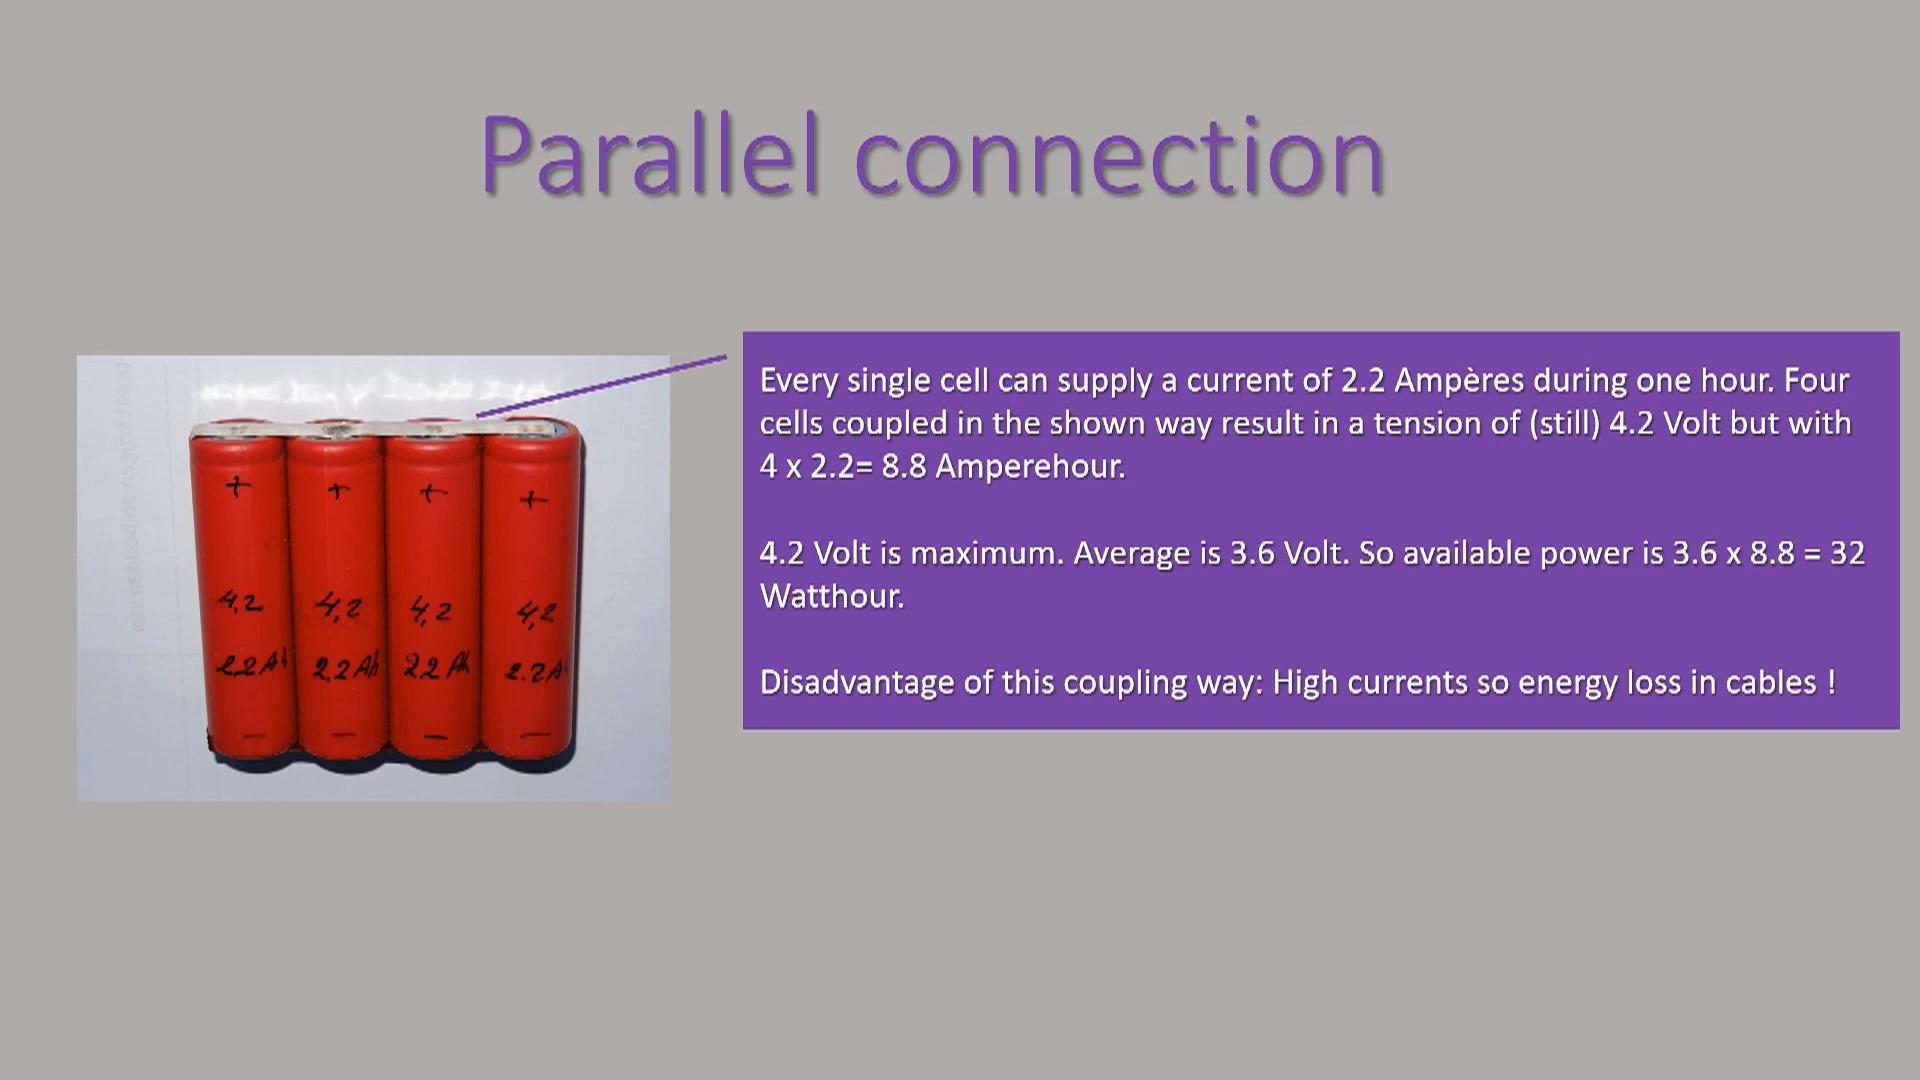 Parallel connection
Every single cell can supply a current of 2.2 Ampères during one hour. Four
cells coupled in the shown way result in a tension of (still) 4.2 Volt but with
4 x 2.2= 8.8 Amperehour.
4.2 Volt is maximum. Average is 3.6 Volt. So available power is 3.6 x 8.8 = 32
Watthour.
Disadvantage of this coupling way: High currents so energy loss in cables !
+ + + +
4,2 4,2 4,2 4,2
2,2Ah 2,2Ah 2,2Ah 2.2A
— — — —